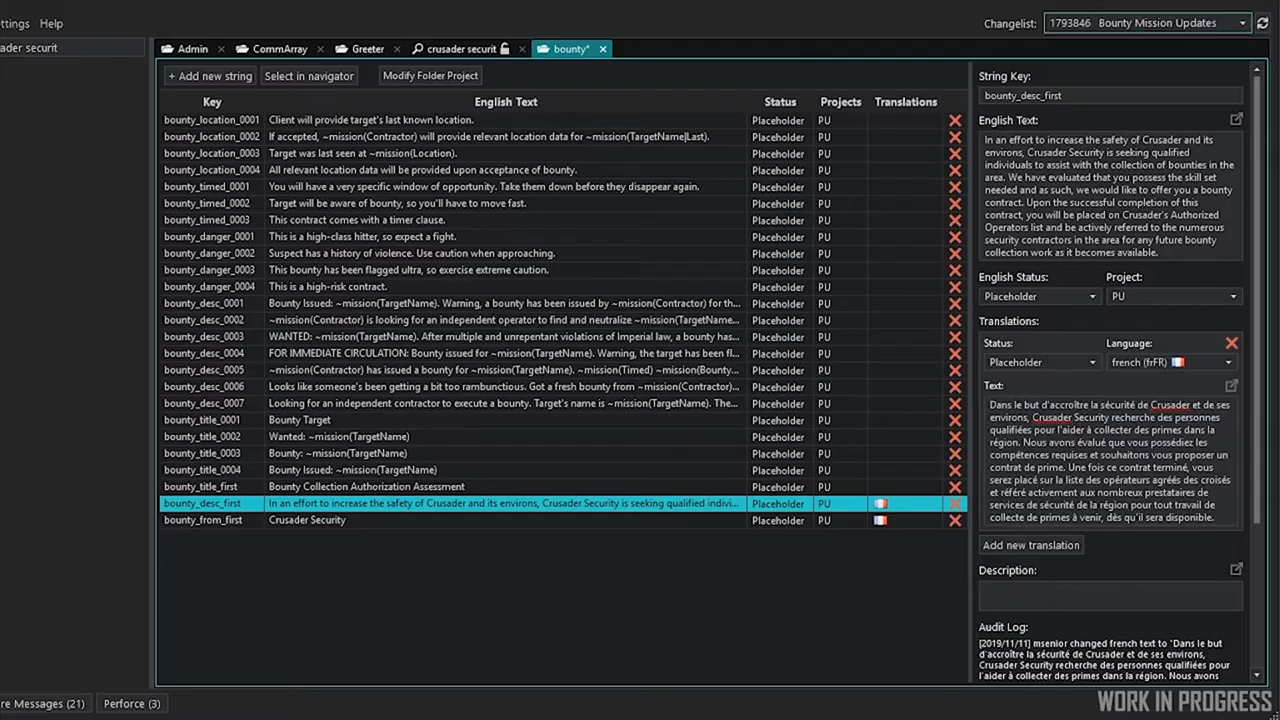 ttings Help
Changelist: 1793846 Bounty Mission Updates
ader securit
Admin CommArray Greeter crusader securit bounty*
+ Add new string Select in navigator Modify Folder Project
Key English Text Status Projects Translations
bounty_location_0001 Client will provide target's last known location. Placeholder PU
bounty_location_0002 If accepted, ~mission(Contractor) will provide relevant location data for ~mission(TargetName|Last). Placeholder PU
bounty_location_0003 Target was last seen at ~mission(Location). Placeholder PU
bounty_location_0004 All relevant location data will be provided upon acceptance of bounty. Placeholder PU
bounty_timed_0001 You will have a very specific window of opportunity. Take them down before they disappear again. Placeholder PU
bounty_timed_0002 Target will be aware of bounty, so you'll have to move fast. Placeholder PU
bounty_timed_0003 This contract comes with a timer clause. Placeholder PU
bounty_danger_0001 This is a high-class hitter, so expect a fight. Placeholder PU
bounty_danger_0002 Suspect has a history of violence. Use caution when approaching. Placeholder PU
bounty_danger_0003 This bounty has been flagged ultra, so exercise extreme caution. Placeholder PU
bounty_danger_0004 This is a high-risk contract. Placeholder PU
bounty_desc_0001 Bounty Issued: ~mission(TargetName). Warning, a bounty has been issued by ~mission(Contractor) for th... Placeholder PU
bounty_desc_0002 ~mission(Contractor) is looking for an independent operator to find and neutralize ~mission(TargetName... Placeholder PU
bounty_desc_0003 WANTED: ~mission(TargetName). After multiple and unrepentant violations of Imperial law, a bounty has... Placeholder PU
bounty_desc_0004 FOR IMMEDIATE CIRCULATION: Bounty issued for ~mission(TargetName). Warning, the target has been fl... Placeholder PU
bounty_desc_0005 ~mission(Contractor) has issued a bounty for ~mission(TargetName). ~mission(Timed) ~mission(Bounty... Placeholder PU
bounty_desc_0006 Looks like someone's been getting a bit too rambunctious. Got a fresh bounty from ~mission(Contractor)... Placeholder PU
bounty_desc_0007 Looking for an independent contractor to execute a bounty. Target's name is ~mission(TargetName). The... Placeholder PU
bounty_title_0001 Bounty Target Placeholder PU
bounty_title_0002 Wanted: ~mission(TargetName) Placeholder PU
bounty_title_0003 Bounty: ~mission(TargetName) Placeholder PU
bounty_title_0004 Bounty Issued: ~mission(TargetName) Placeholder PU
bounty_title_first Bounty Collection Authorization Assessment Placeholder PU
bounty_desc_first In an effort to increase the safety of Crusader and its environs, Crusader Security is seeking qualified indivi... Placeholder PU
bounty_from_first Crusader Security Placeholder PU
String Key:
bounty_desc_first
English Text:
In an effort to increase the safety of Crusader and its
environs, Crusader Security is seeking qualified
individuals to assist with the collection of bounties in the
area. We have evaluated that you possess the skill set
needed and as such, we would like to offer you a bounty
contract. Upon the successful completion of this
contract, you will be placed on Crusader's Authorized
Operators list and be actively referred to the numerous
security contractors in the area for any future bounty
collection work as it becomes available.
English Status: Project:
Placeholder PU
Translations:
Status: Language:
Placeholder french (frFR)
Text:
Dans le but d'accroître la sécurité de Crusader et de ses
environs, Crusader Security recherche des personnes
qualifiées pour l'aider à collecter des primes dans la
région. Nous avons évalué que vous possédiez les
compétences requises et souhaitons vous proposer un
contrat de prime. Une fois ce contrat terminé, vous
serez placé sur la liste des opérateurs agréés des croisés
et référé activement aux nombreux prestataires de
services de sécurité de la région pour tout travail de
collecte de primes à venir, dès qu'il sera disponible.
Add new translation
Description:
Audit Log:
[2019/11/11] msenior changed french text to "Dans le but
d'accroître la sécurité de Crusader et de ses environs,
Crusader Security recherche des personnes qualifiées pour
l'aider à collecter des primes dans la région. Nous avons
re Messages (21) Perforce (3)
WORK IN PROGRESS